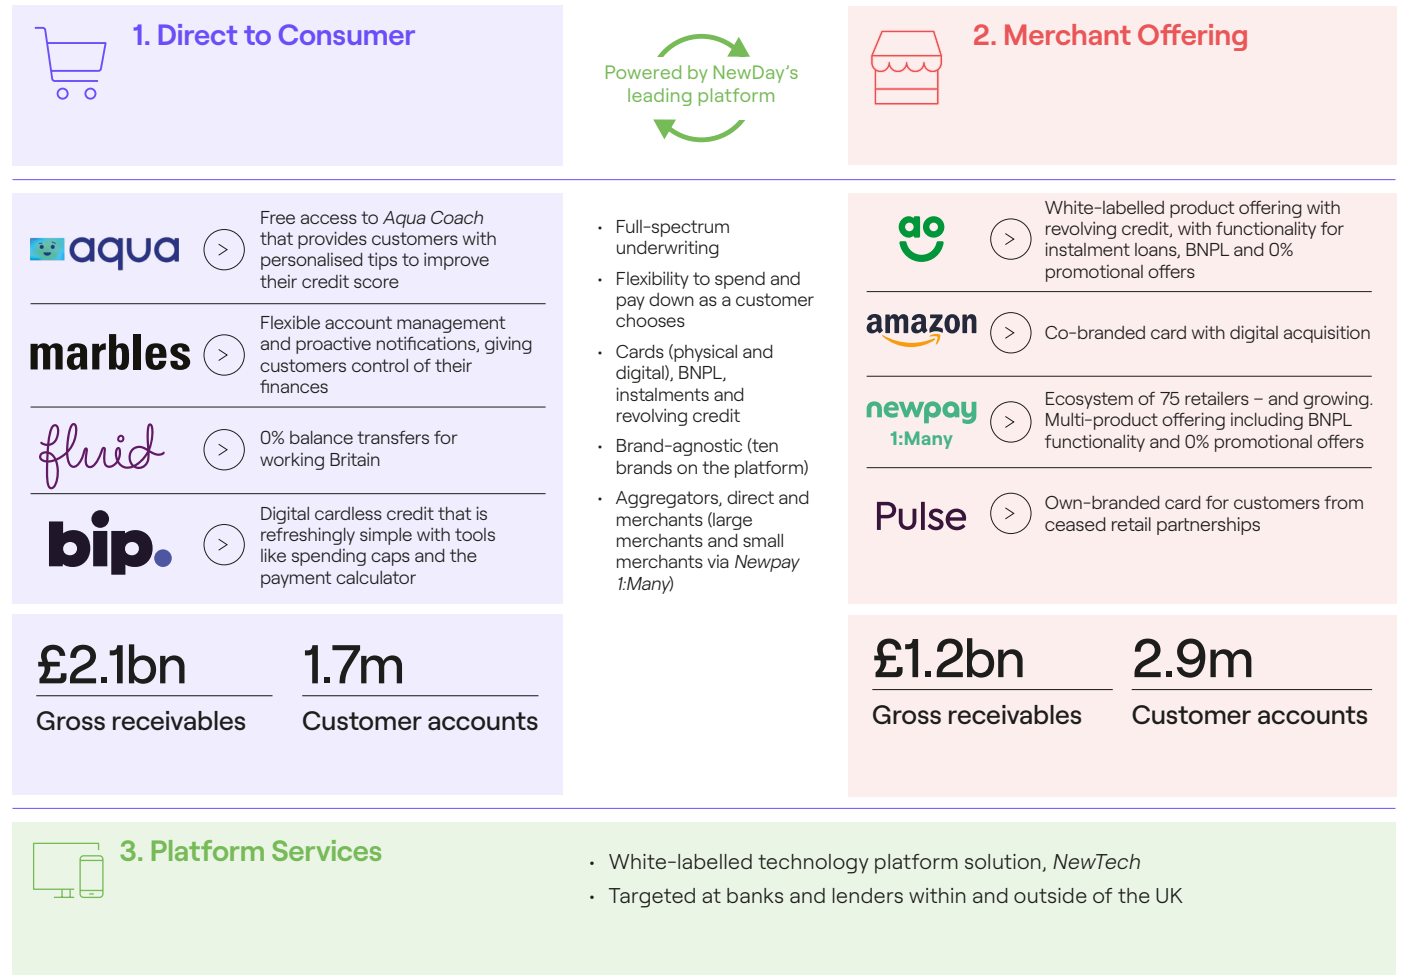 1. Direct to Consumer
Powered by NewDay's
leading platform
2. Merchant Offering
aqua
>
Free access to Aqua Coach
that provides customers with
personalised tips to improve
their credit score
marbles
>
Flexible account management
and proactive notifications, giving
customers control of their
finances
fluid
>
0% balance transfers for
working Britain
bip.
>
Digital cardless credit that is
refreshingly simple with tools
like spending caps and the
payment calculator
• Full-spectrum
underwriting
• Flexibility to spend and
pay down as a customer
chooses
• Cards (physical and
digital), BNPL,
instalments and
revolving credit
• Brand-agnostic (ten
brands on the platform)
• Aggregators, direct and
merchants (large
merchants and small
merchants via Newpay
1:Many)
ao
>
White-labelled product offering with
revolving credit, with functionality for
instalment loans, BNPL and 0%
promotional offers
amazon
>
Co-branded card with digital acquisition
newpay
1:Many
>
Ecosystem of 75 retailers – and growing.
Multi-product offering including BNPL
functionality and 0% promotional offers
Pulse
>
Own-branded card for customers from
ceased retail partnerships
£2.1bn
Gross receivables
1.7m
Customer accounts
£1.2bn
Gross receivables
2.9m
Customer accounts
3. Platform Services
• White-labelled technology platform solution, NewTech
• Targeted at banks and lenders within and outside of the UK